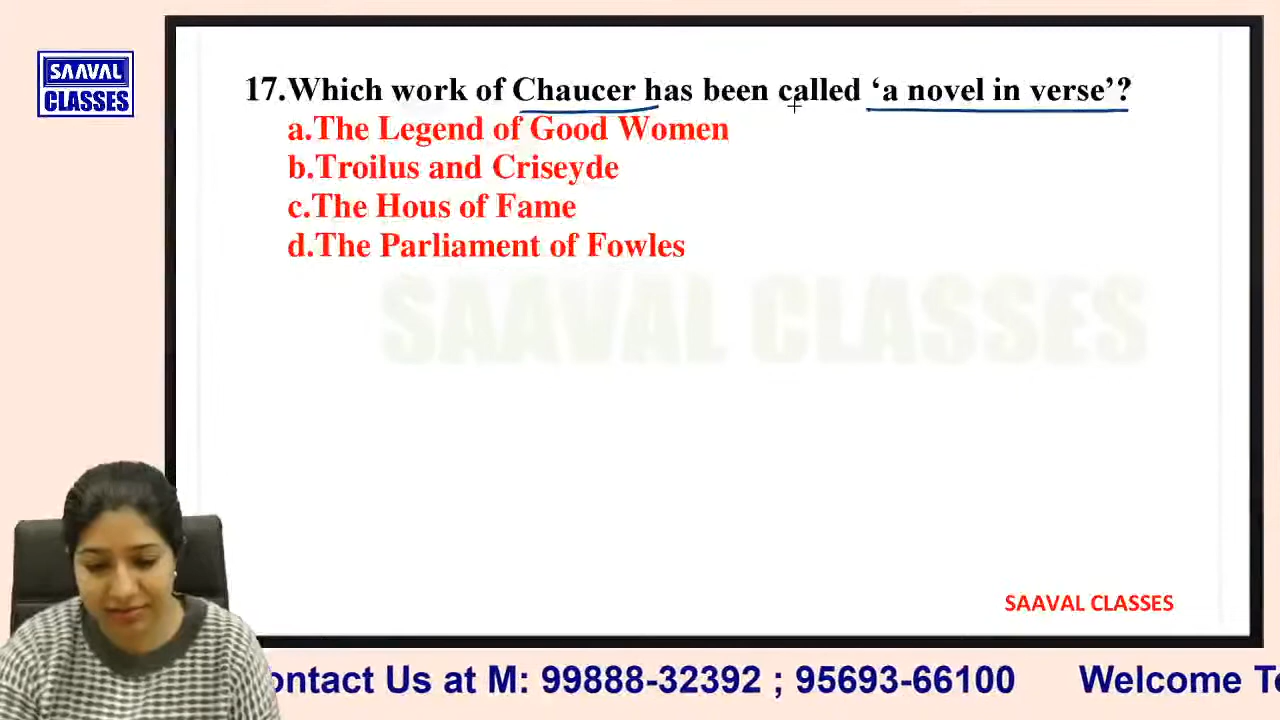 SAAVAL
CLASSES
17.Which work of Chaucer has been called ‘a novel in verse’?
a.The Legend of Good Women
b.Troilus and Criseyde
c.The Hous of Fame
d.The Parliament of Fowles
SAAVAL CLASSES
SAAVAL CLASSES
ontact Us at M: 99888-32392 ; 95693-66100 Welcome To